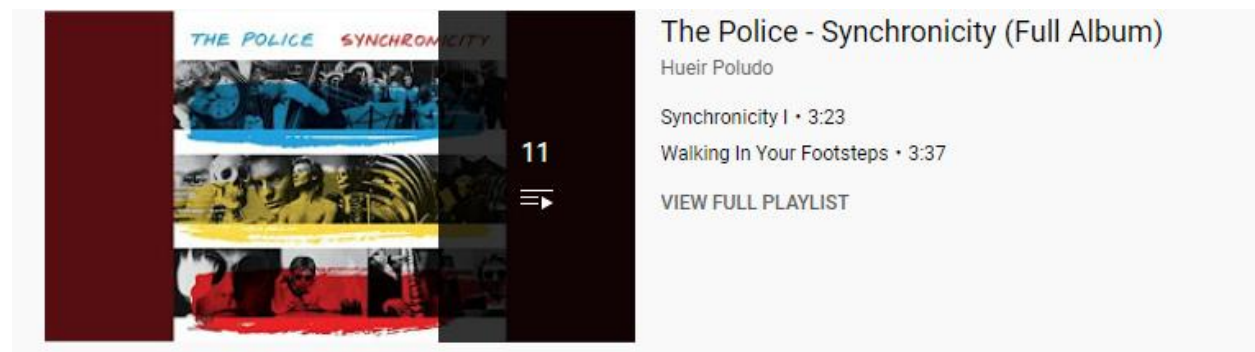 THE POLICE SYNCHRONICITY
11
The Police - Synchronicity (Full Album)
Hueir Poludo
Synchronicity I • 3:23
Walking In Your Footsteps • 3:37
VIEW FULL PLAYLIST